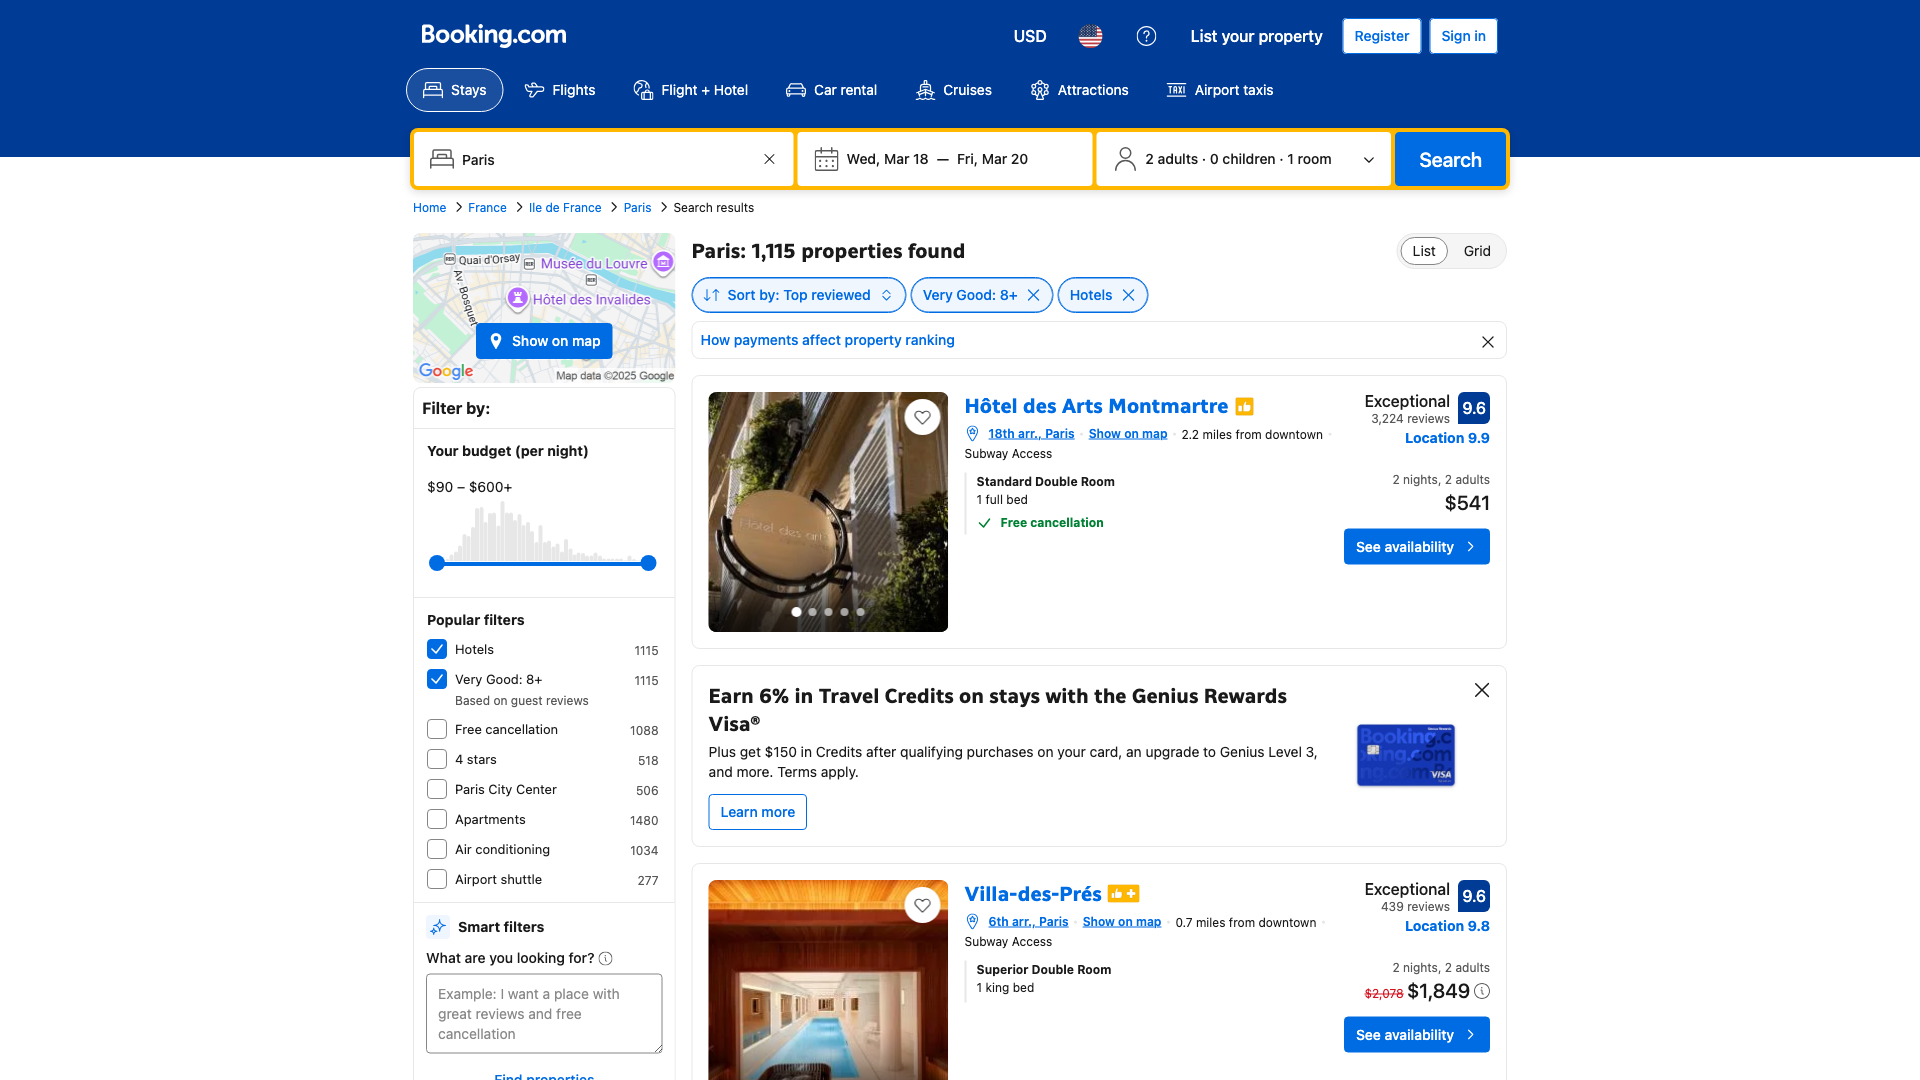 Booking.com
USD
List your property
Register
Sign in
Stays
Flights
Flight + Hotel
Car rental
Cruises
Attractions
TAXI
Airport taxis
Paris
Wed, Mar 18 — Fri, Mar 20
2 adults · 0 children · 1 room
Search
Home
France
Ile de France
Paris
Search results
Quai d'Orsay
Musée du Louvre
Av. Bosquet
Hôtel des Invalides
Show on map
Google
Map data ©2025 Google
Filter by:
Your budget (per night)
$90 – $600+
Popular filters
Hotels 1115
Very Good: 8+ 1115
Based on guest reviews
Free cancellation 1088
4 stars 518
Paris City Center 506
Apartments 1480
Air conditioning 1034
Airport shuttle 277
Smart filters
What are you looking for?
Example: I want a place with
great reviews and free
cancellation
Find properties
Paris: 1,115 properties found
List
Grid
Sort by: Top reviewed
Very Good: 8+
Hotels
How payments affect property ranking
Hotel des arts
Hôtel des Arts Montmartre
18th arr., Paris · Show on map · 2.2 miles from downtown ·
Subway Access
Standard Double Room
1 full bed
Free cancellation
Exceptional
3,224 reviews
9.6
Location 9.9
2 nights, 2 adults
$541
See availability
Earn 6% in Travel Credits on stays with the Genius Rewards
Visa®
Plus get $150 in Credits after qualifying purchases on your card, an upgrade to Genius Level 3,
and more. Terms apply.
Learn more
Booking.c
king.com
VISA
Villa-des-Prés
6th arr., Paris · Show on map · 0.7 miles from downtown ·
Subway Access
Superior Double Room
1 king bed
Exceptional
439 reviews
9.6
Location 9.8
2 nights, 2 adults
$2,078 $1,849
See availability